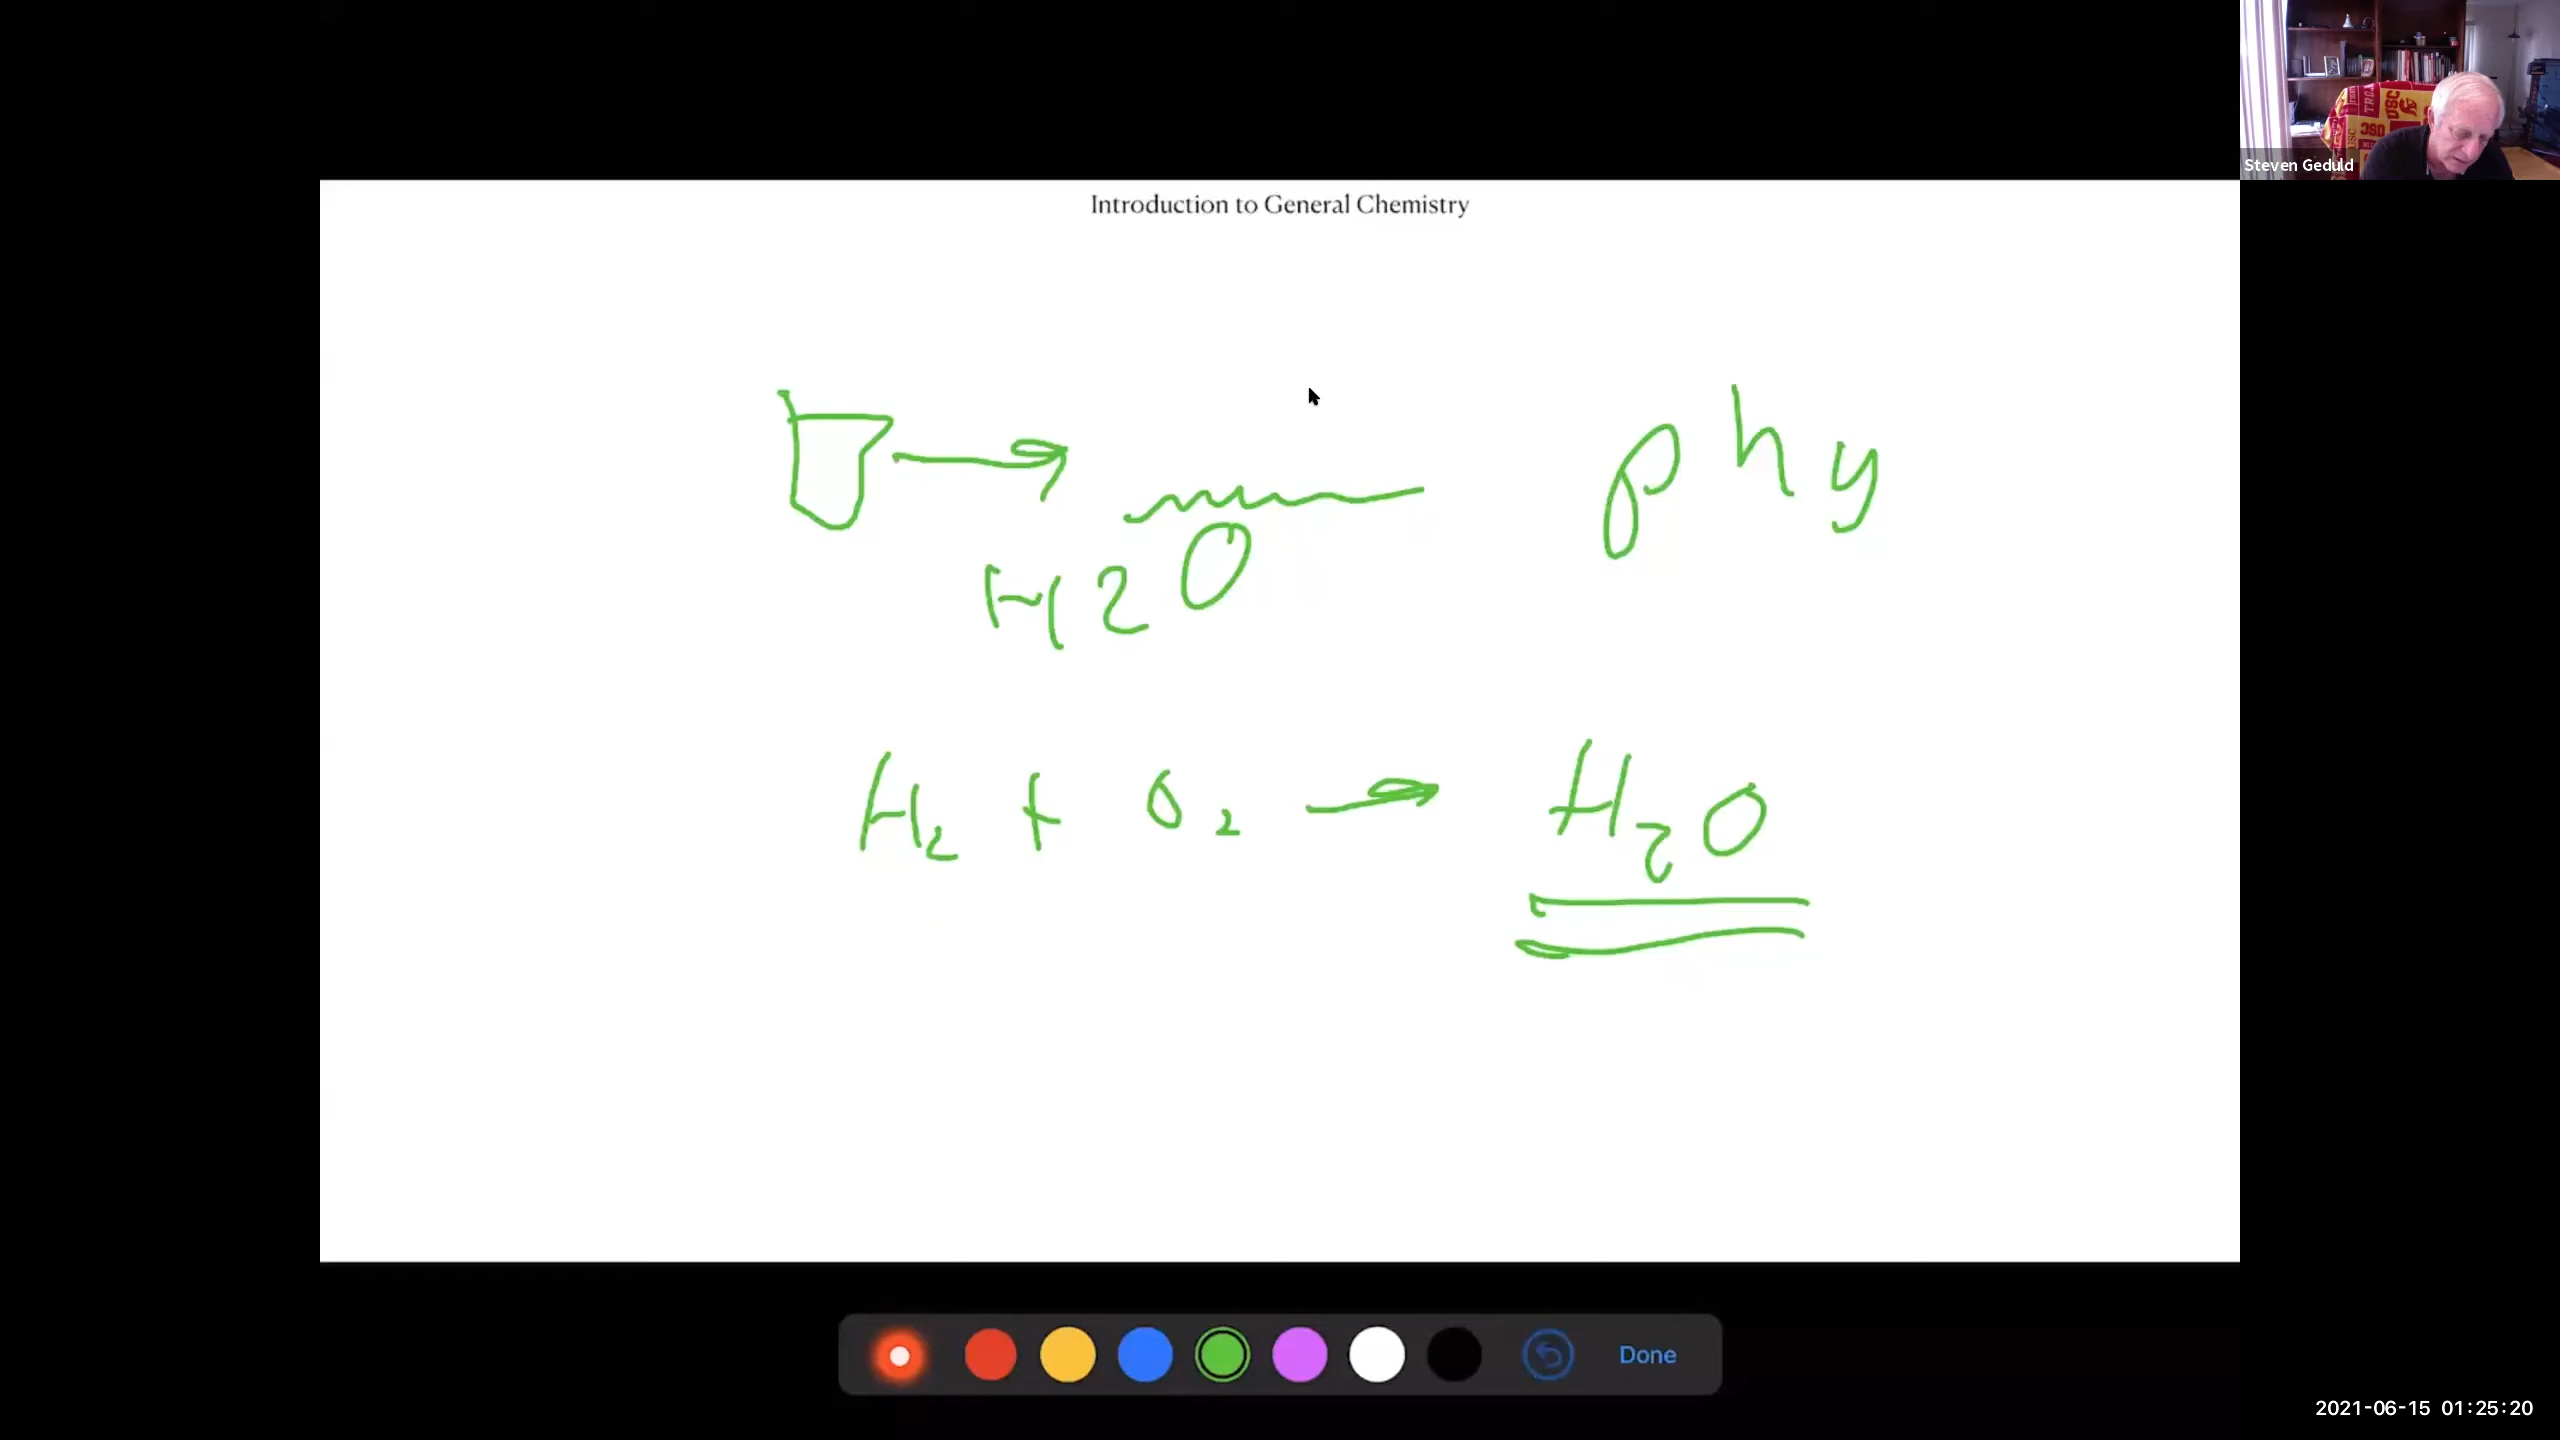 Steven Geduld
Introduction to General Chemistry
phy
H2O
H₂ + O₂ → H₂O
Done
2021-06-15 01:25:20